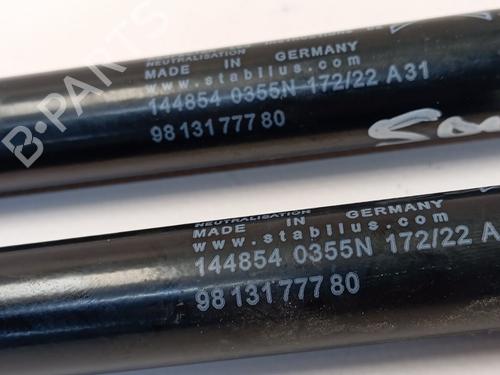 NEUTRALISATION
MADE IN GERMANY
www.stabilus.com
144854 0355N 172/22 A31
98 131 777 80
NEUTRALISATION
MADE IN GERMANY
www.stabilus.com
144854 0355N 172/22 A
98 131 777 80
B-PARTS